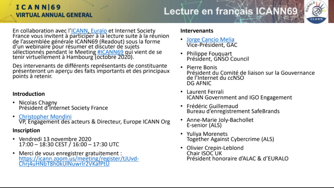 ICANN|69
VIRTUAL ANNUAL GENERAL
Lecture en français ICANN69
En collaboration avec l'ICANN, Euralo et Internet Society
France vous invitent à participer à la lecture suite à la réunion
de l'assemblée générale ICANN69 (Readout) sous la forme
d'un webinaire pour résumer et discuter de sujets
sélectionnés pendant le Meeting #ICANN69 qui vient de se
tenir virtuellement à Hambourg (octobre 2020).
Des intervenants de différents représentants de constituante
présenteront un aperçu des faits importants et des principaux
points à retenir.
Introduction
• Nicolas Chagny
Président d'Internet Society France
• Christopher Mondini
VP, Engagement des acteurs & Directeur, Europe ICANN Org
Inscription
• Vendredi 13 novembre 2020
17:00 – 18:30 CEST / 16:00 – 17:30 UTC
• Merci de vous enregistrer gratuitement :
https://icann.zoom.us/meeting/register/tJUvd-
Intervenants
• Jorge Cancio Melia
Vice-Président, GAC
• Philippe Fouquart
Président, GNSO Council
• Pierre Bonis
Président du Comité de liaison sur la Gouvernance
de l'Internet du ccNSO
DG AFNIC
• Laurent Ferrali
ICANN Government and IGO Engagement
• Frédéric Guillemaud
Bureau d'enregistrement SafeBrands
• Anne-Marie Joly-Bachollet
E-senior (ALS)
• Yuliya Morenets
Together Against Cybercrime (ALS)
• Olivier Crepin-Leblond
Chair ISOC UK
Président honoraire d'ALAC & d'EURALO